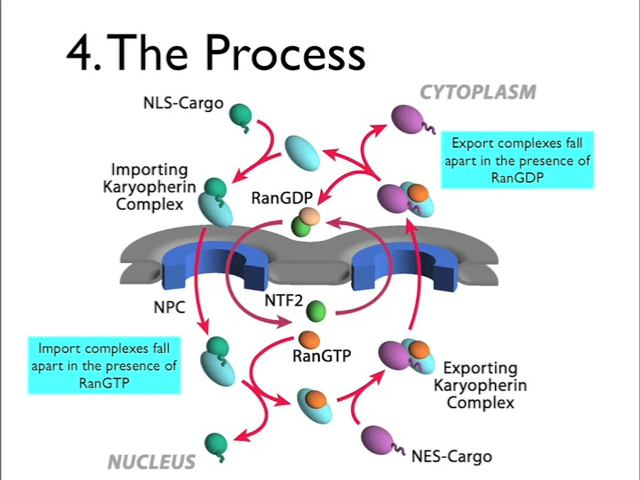 4. The Process
CYTOPLASM
NLS-Cargo
Export complexes fall
apart in the presence of
RanGDP
Importing
Karyopherin
Complex
RanGDP
NPC
NTF2
RanGTP
Import complexes fall
apart in the presence of
RanGTP
Exporting
Karyopherin
Complex
NUCLEUS
NES-Cargo